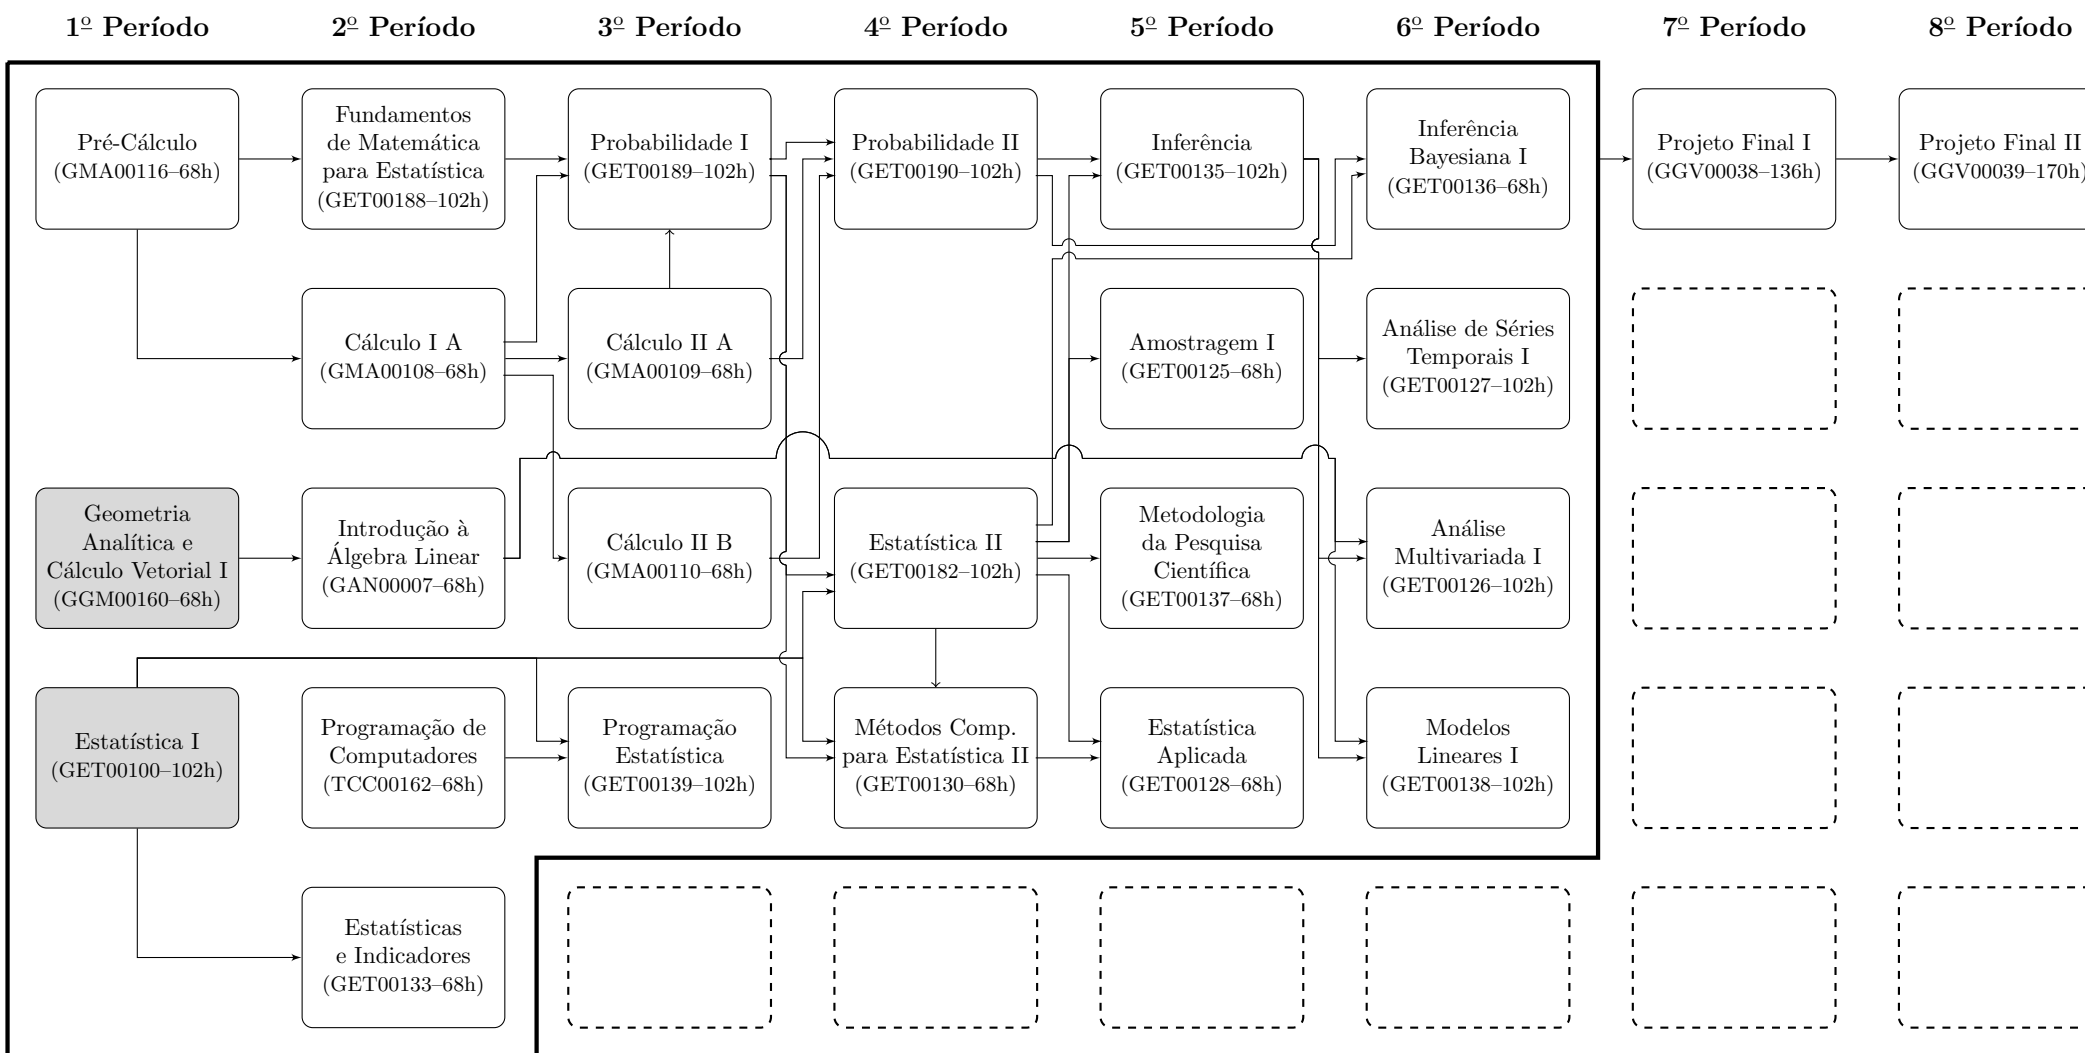 1º Período
2º Período
3º Período
4º Período
5º Período
6º Período
7º Período
8º Período
Pré-Cálculo
(GMA00116–68h)
Fundamentos
de Matemática
para Estatística
(GET00188–102h)
Probabilidade I
(GET00189–102h)
Probabilidade II
(GET00190–102h)
Inferência
(GET00135–102h)
Inferência
Bayesiana I
(GET00136–68h)
Projeto Final I
(GGV00038–136h)
Projeto Final II
(GGV00039–170h)
Cálculo I A
(GMA00108–68h)
Cálculo II A
(GMA00109–68h)
Amostragem I
(GET00125–68h)
Análise de Séries
Temporais I
(GET00127–102h)
Geometria
Analítica e
Cálculo Vetorial I
(GGM00160–68h)
Introdução à
Álgebra Linear
(GAN00007–68h)
Cálculo II B
(GMA00110–68h)
Estatística II
(GET00182–102h)
Metodologia
da Pesquisa
Científica
(GET00137–68h)
Análise
Multivariada I
(GET00126–102h)
Estatística I
(GET00100–102h)
Programação de
Computadores
(TCC00162–68h)
Programação
Estatística
(GET00139–102h)
Métodos Comp.
para Estatística II
(GET00130–68h)
Estatística
Aplicada
(GET00128–68h)
Modelos
Lineares I
(GET00138–102h)
Estatísticas
e Indicadores
(GET00133–68h)